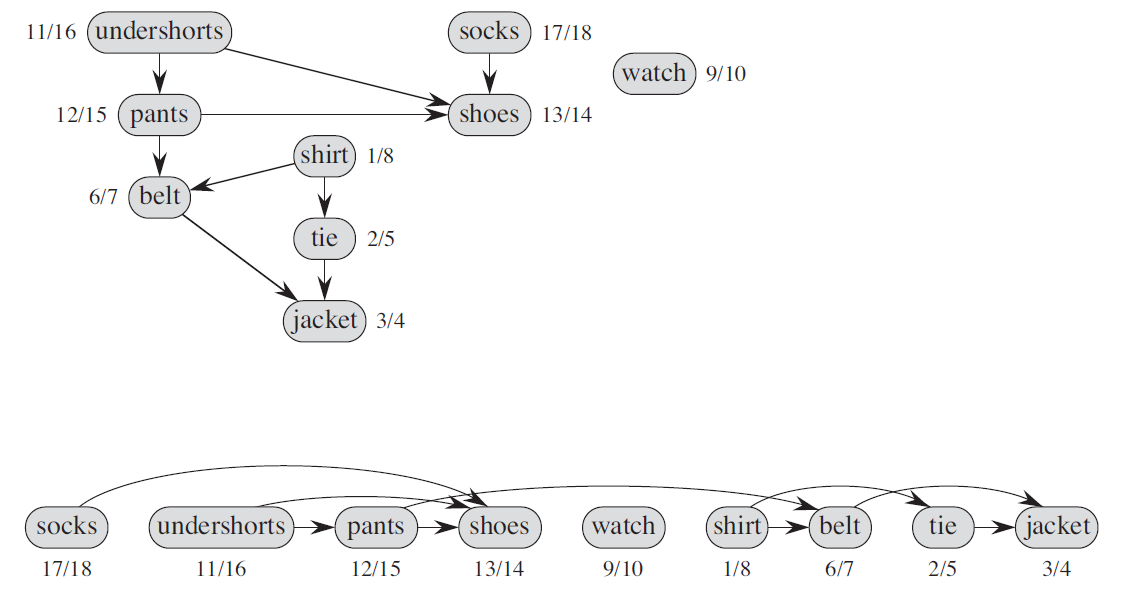 11/16 undershorts socks 17/18
watch 9/10
12/15 pants shoes 13/14
shirt 1/8
6/7 belt
tie 2/5
jacket 3/4
socks undershorts pants shoes watch shirt belt tie jacket
17/18 11/16 12/15 13/14 9/10 1/8 6/7 2/5 3/4